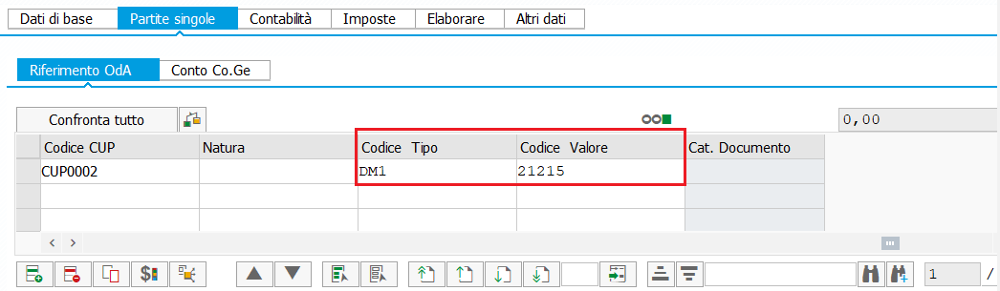 Dati di base Partite singole Contabilità Imposte Elaborare Altri dati
Riferimento OdA Conto Co.Ge
Confronta tutto 0,00
Codice CUP Natura Codice Tipo Codice Valore Cat. Documento
CUP0002 DM1 21215
1 /